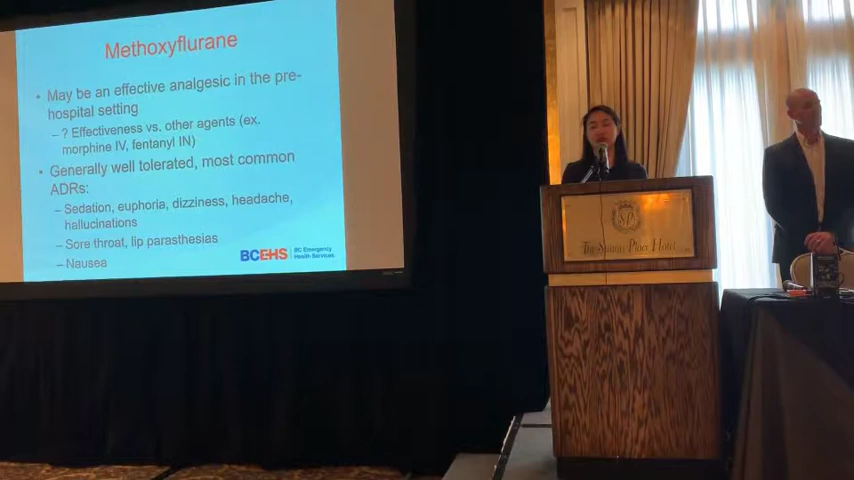 Methoxyflurane
• May be an effective analgesic in the pre-
hospital setting
– ? Effectiveness vs. other agents (ex.
morphine IV, fentanyl IN)
• Generally well tolerated, most common
ADRs:
– Sedation, euphoria, dizziness, headache,
hallucinations
– Sore throat, lip parasthesias
– Nausea
BCEHS BC Emergency
Health Services
SP
The Sutton Place Hotel